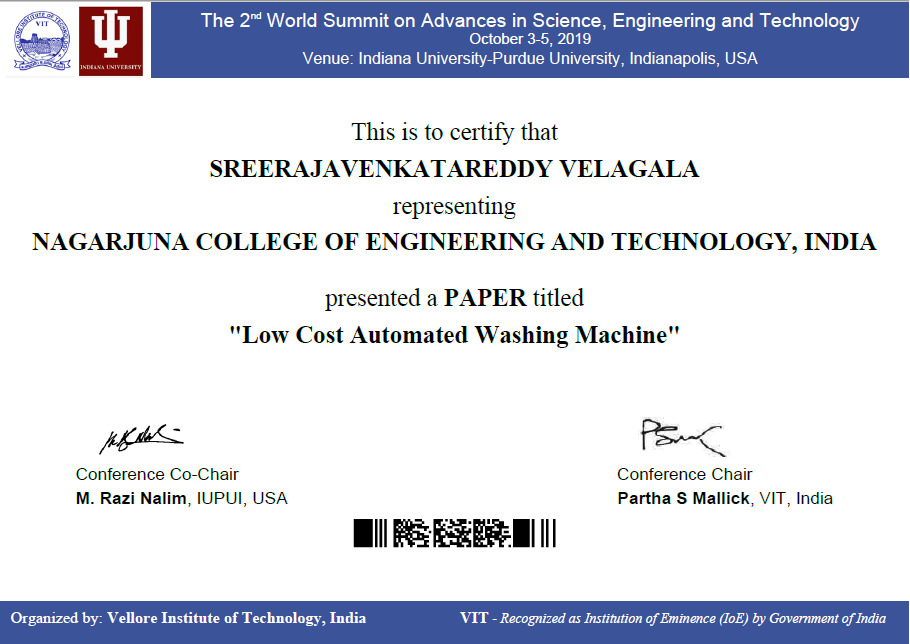 VIT
INDIANA UNIVERSITY
The 2nd World Summit on Advances in Science, Engineering and Technology
October 3-5, 2019
Venue: Indiana University-Purdue University, Indianapolis, USA
This is to certify that
SREERAJAVENKATAREDDY VELAGALA
representing
NAGARJUNA COLLEGE OF ENGINEERING AND TECHNOLOGY, INDIA
presented a PAPER titled
"Low Cost Automated Washing Machine"
Conference Co-Chair
M. Razi Nalim, IUPUI, USA
Conference Chair
Partha S Mallick, VIT, India
Organized by: Vellore Institute of Technology, India
VIT - Recognized as Institution of Eminence (IoE) by Government of India